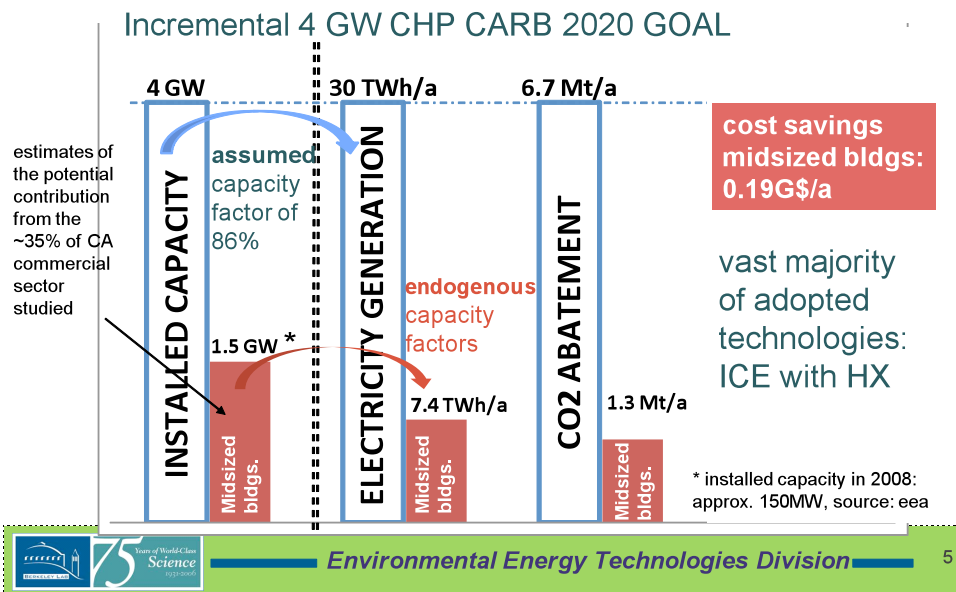 Incremental 4 GW CHP CARB 2020 GOAL
4 GW
30 TWh/a
6.7 Mt/a
estimates of
the potential
contribution
from the
~35% of CA
commercial
sector
studied
INSTALLED CAPACITY
assumed
capacity
factor of
86%
1.5 GW *
Midsized
bldgs.
ELECTRICITY GENERATION
endogenous
capacity
factors
7.4 TWh/a
Midsized
bldgs.
CO2 ABATEMENT
1.3 Mt/a
Midsized
bldgs.
cost savings
midsized bldgs:
0.19G$/a
vast majority
of adopted
technologies:
ICE with HX
* installed capacity in 2008:
approx. 150MW, source: eea
BERKELEY LAB
75
Years of World-Class
Science
1931-2006
Environmental Energy Technologies Division
5